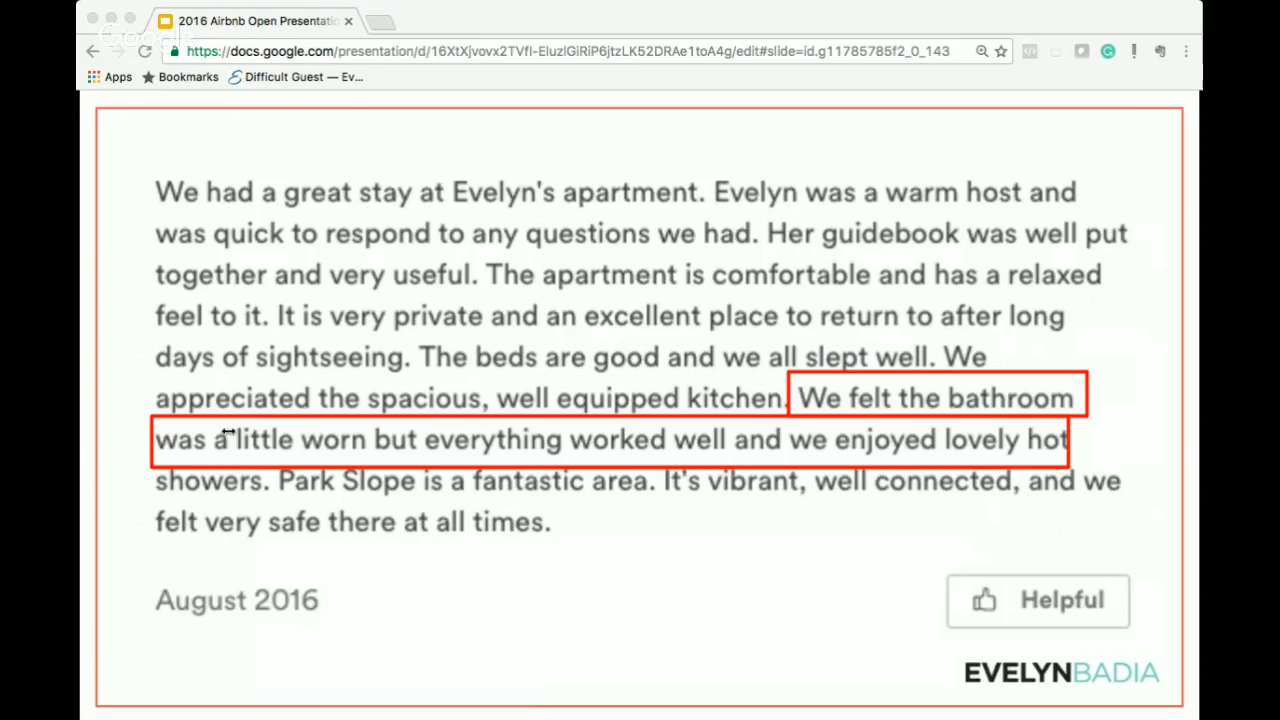 2016 Airbnb Open Presentatio
https://docs.google.com/presentation/d/16XtXjvovx2TVfI-EluzlGiRiP6jtzLK52DRAe1toA4g/edit#slide=id.g11785785f2_0_143
Apps Bookmarks Difficult Guest — Ev...
We had a great stay at Evelyn's apartment. Evelyn was a warm host and
was quick to respond to any questions we had. Her guidebook was well put
together and very useful. The apartment is comfortable and has a relaxed
feel to it. It is very private and an excellent place to return to after long
days of sightseeing. The beds are good and we all slept well. We
appreciated the spacious, well equipped kitchen. We felt the bathroom
was a little worn but everything worked well and we enjoyed lovely hot
showers. Park Slope is a fantastic area. It's vibrant, well connected, and we
felt very safe there at all times.
August 2016
Helpful
EVELYNBADIA